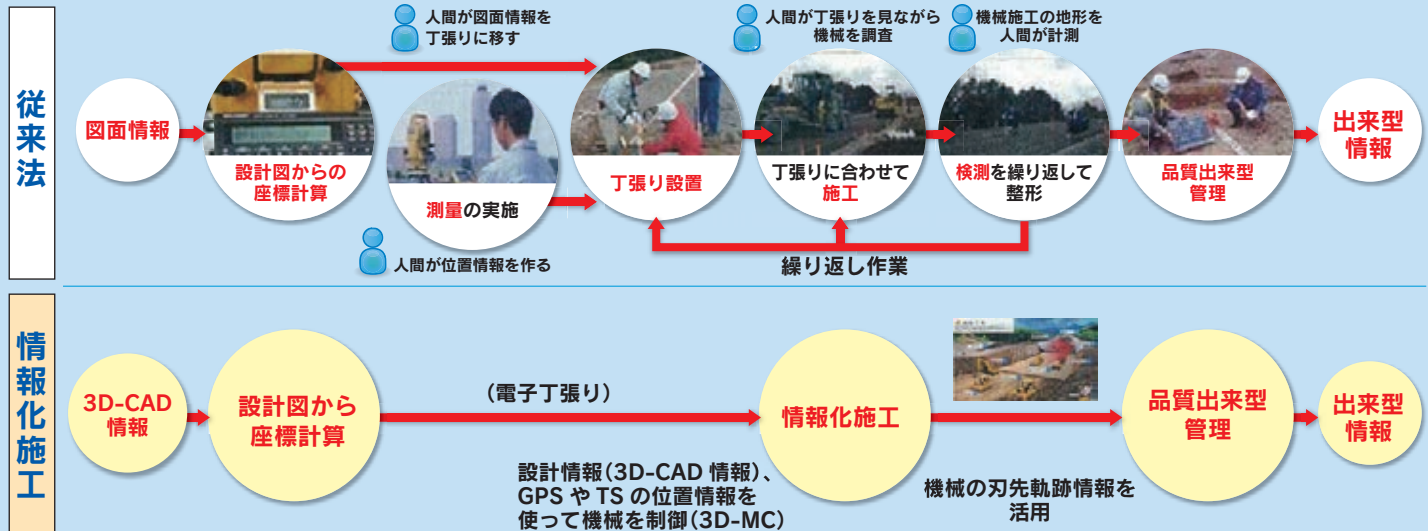 従来法
人間が図面情報を
丁張りに移す
人間が丁張りを見ながら
機械を調査
機械施工の地形を
人間が計測
図面情報
設計図からの
座標計算
測量の実施
丁張り設置
丁張りに合わせて
施工
検測を繰り返して
整形
品質出来型
管理
出来型
情報
人間が位置情報を作る
繰り返し作業
情報化施工
3D-CAD
情報
設計図から
座標計算
(電子丁張り)
情報化施工
品質出来型
管理
出来型
情報
設計情報(3D-CAD 情報)、
GPS や TS の位置情報を
使って機械を制御(3D-MC)
機械の刃先軌跡情報を
活用